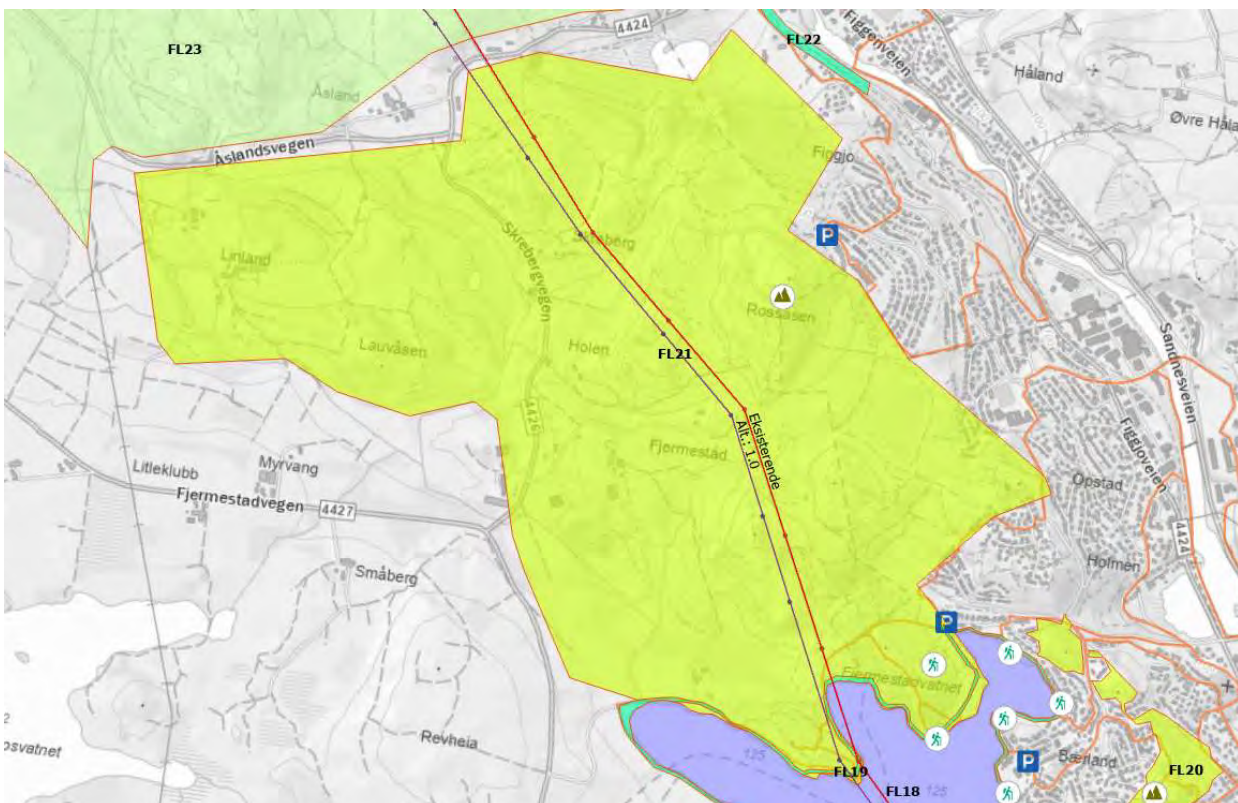 FL23
4424
FL22
Figgenveien
Håland
Øvre Hål
Åsland
Åslandsvegen
Figgjo
P
Linland
Skrebergvegen
Rossåsen
Sandnesveien
Lauvåsen
Holen
FL21
4426
Eksisterende
Alt.: 1.0
Fjermestad
Figgjoveien
Litleklubb
Myrvang
Fjermestadvegen
4427
Opstad
4424
Småberg
Holmen
P
Fjermestadvatnet
Revheia
osvatnet
125
P
Bærland
FL19
FL18
125
FL20